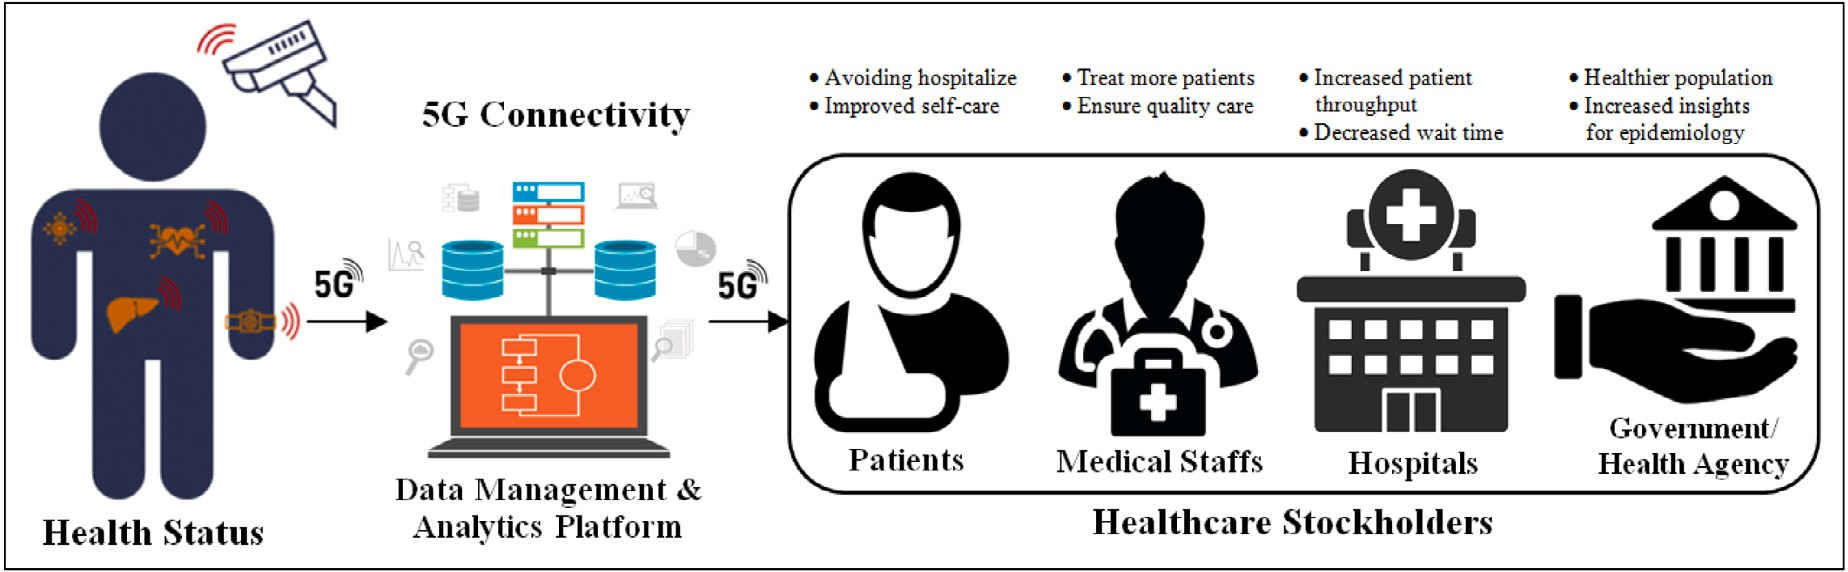 5G Connectivity
• Avoiding hospitalize
• Improved self-care
• Treat more patients
• Ensure quality care
• Increased patient
throughput
• Decreased wait time
• Healthier population
• Increased insights
for epidemiology
5G
5G
%
Patients
Medical Staffs
Hospitals
Government/
Health Agency
Health Status
Data Management &
Analytics Platform
Healthcare Stockholders